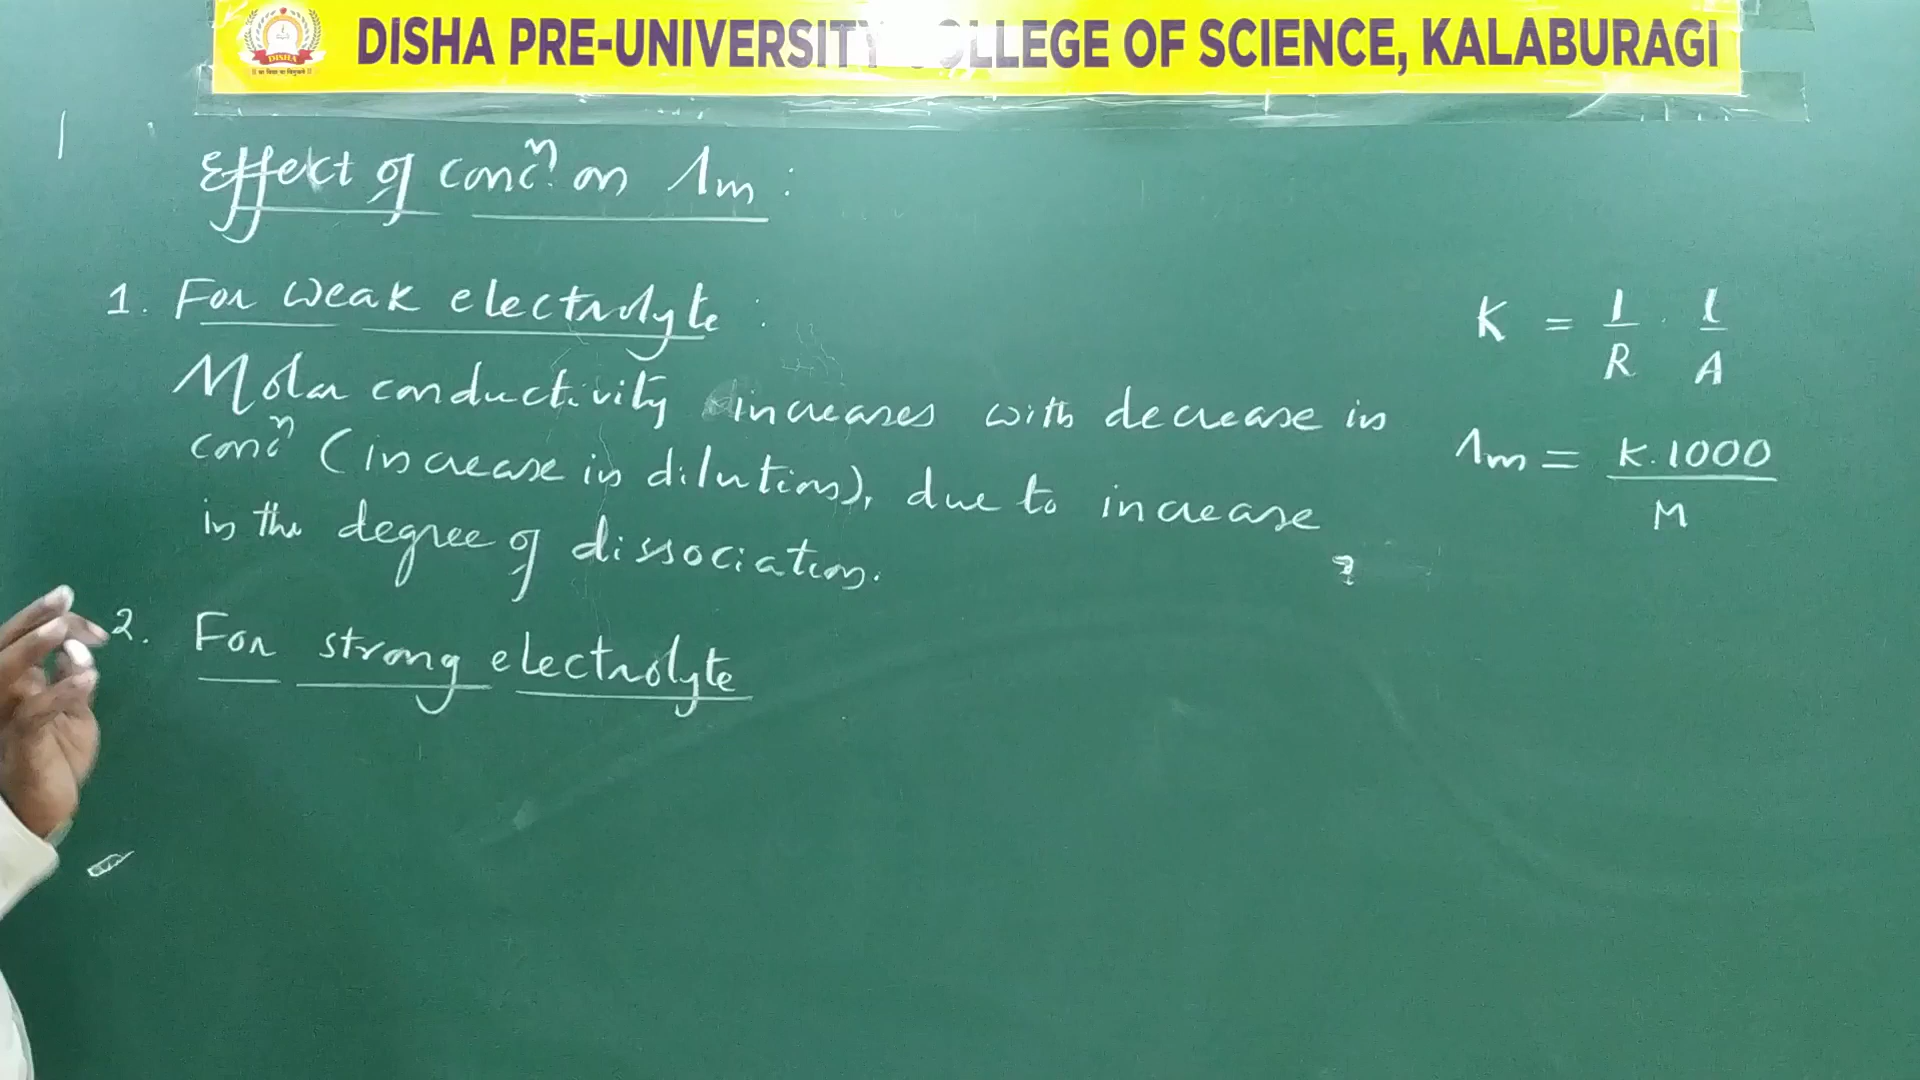 DISHA PRE-UNIVERSITY COLLEGE OF SCIENCE, KALABURAGI
DISHA
Effect of concⁿ. on Λm :
1. For weak electrolyte :
Molar conductivity increases with decrease in
concⁿ (increase in dilution), due to increase
in the degree of dissociation.
2. For strong electrolyte
K = 1/R · l/A
Λm = K.1000/M